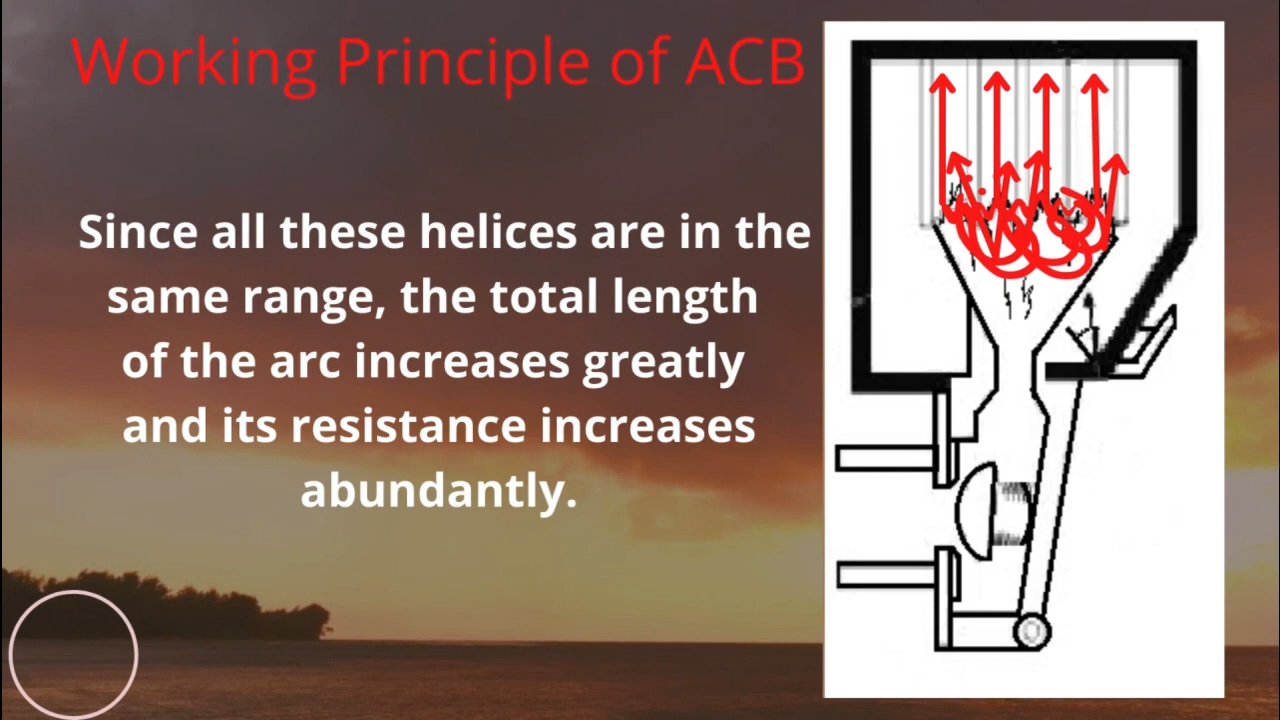 Working Principle of ACB
Since all these helices are in the
same range, the total length
of the arc increases greatly
and its resistance increases
abundantly.